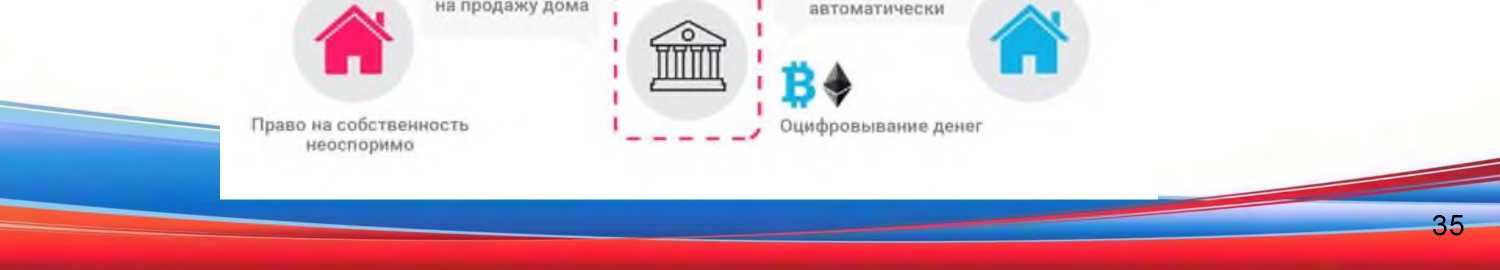 на продажу дома
автоматически
Право на собственность
неоспоримо
Оцифровывание денег
35